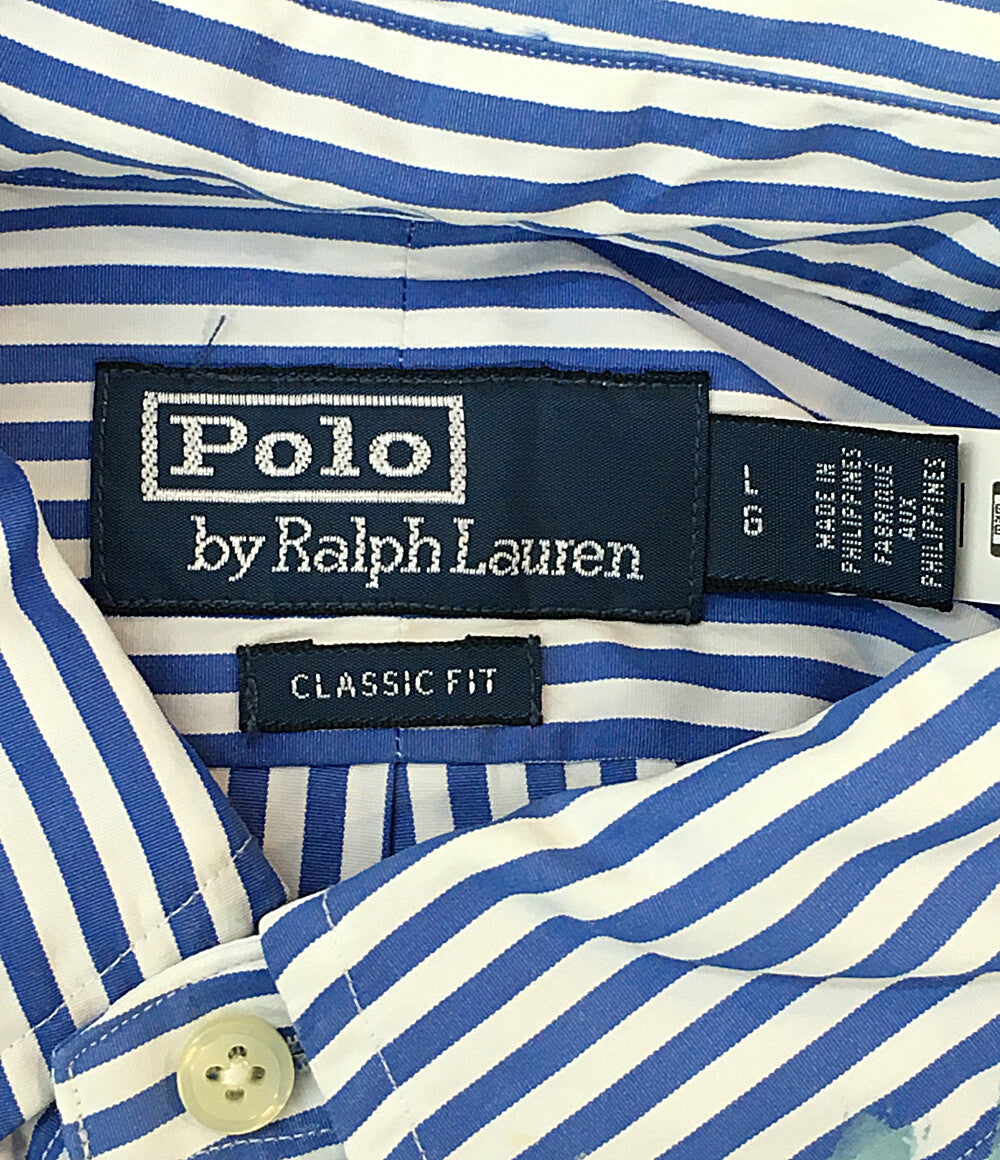 Polo
by Ralph Lauren
L
G
MADE IN
PHILIPPINES
FABRIQUÉ
AUX
PHILIPPINES
CLASSIC FIT